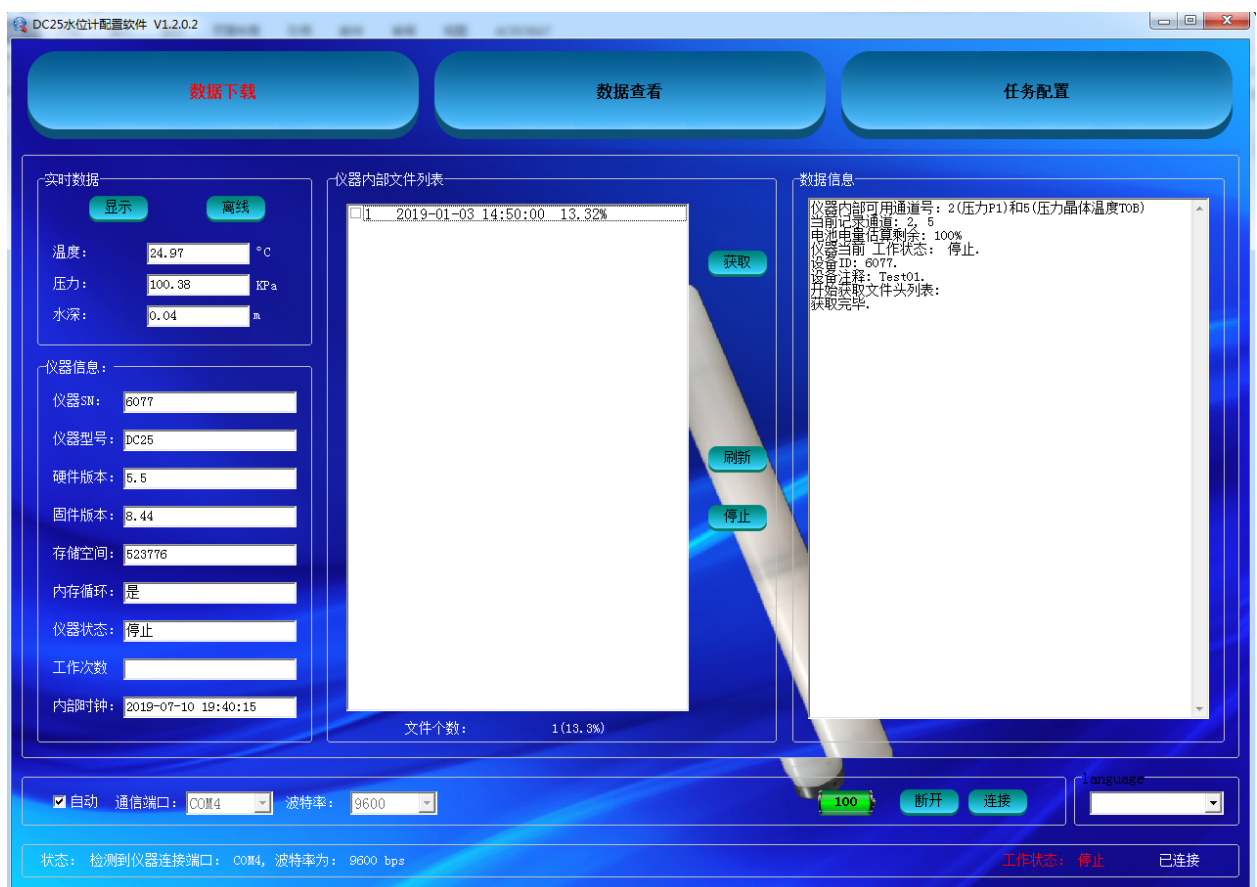 DC25水位计配置软件 V1.2.0.2
数据下载
数据查看
任务配置
实时数据
显示
离线
温度： 24.97 °C
压力： 100.38 KPa
水深： 0.04 m
仪器信息：
仪器SN： 6077
仪器型号： DC25
硬件版本： 5.5
固件版本： 8.44
存储空间： 523776
内存循环： 是
仪器状态： 停止
工作次数
内部时钟： 2019-07-10 19:40:15
仪器内部文件列表
1 2019-01-03 14:50:00 13.32%
获取
刷新
停止
文件个数： 1(13.3%)
数据信息
仪器内部可用通道号：2(压力P1)和5(压力晶体温度TOB)
当前记录通道：2, 5
电池电量估算剩余：100%
仪器当前 工作状态： 停止.
设备ID: 6077.
设备注释: Test01.
开始获取文件头列表:
获取完毕.
自动 通信端口： COM4 波特率： 9600
100
断开
连接
language
状态： 检测到仪器连接端口： COM4, 波特率为： 9600 bps
工作状态： 停止
已连接